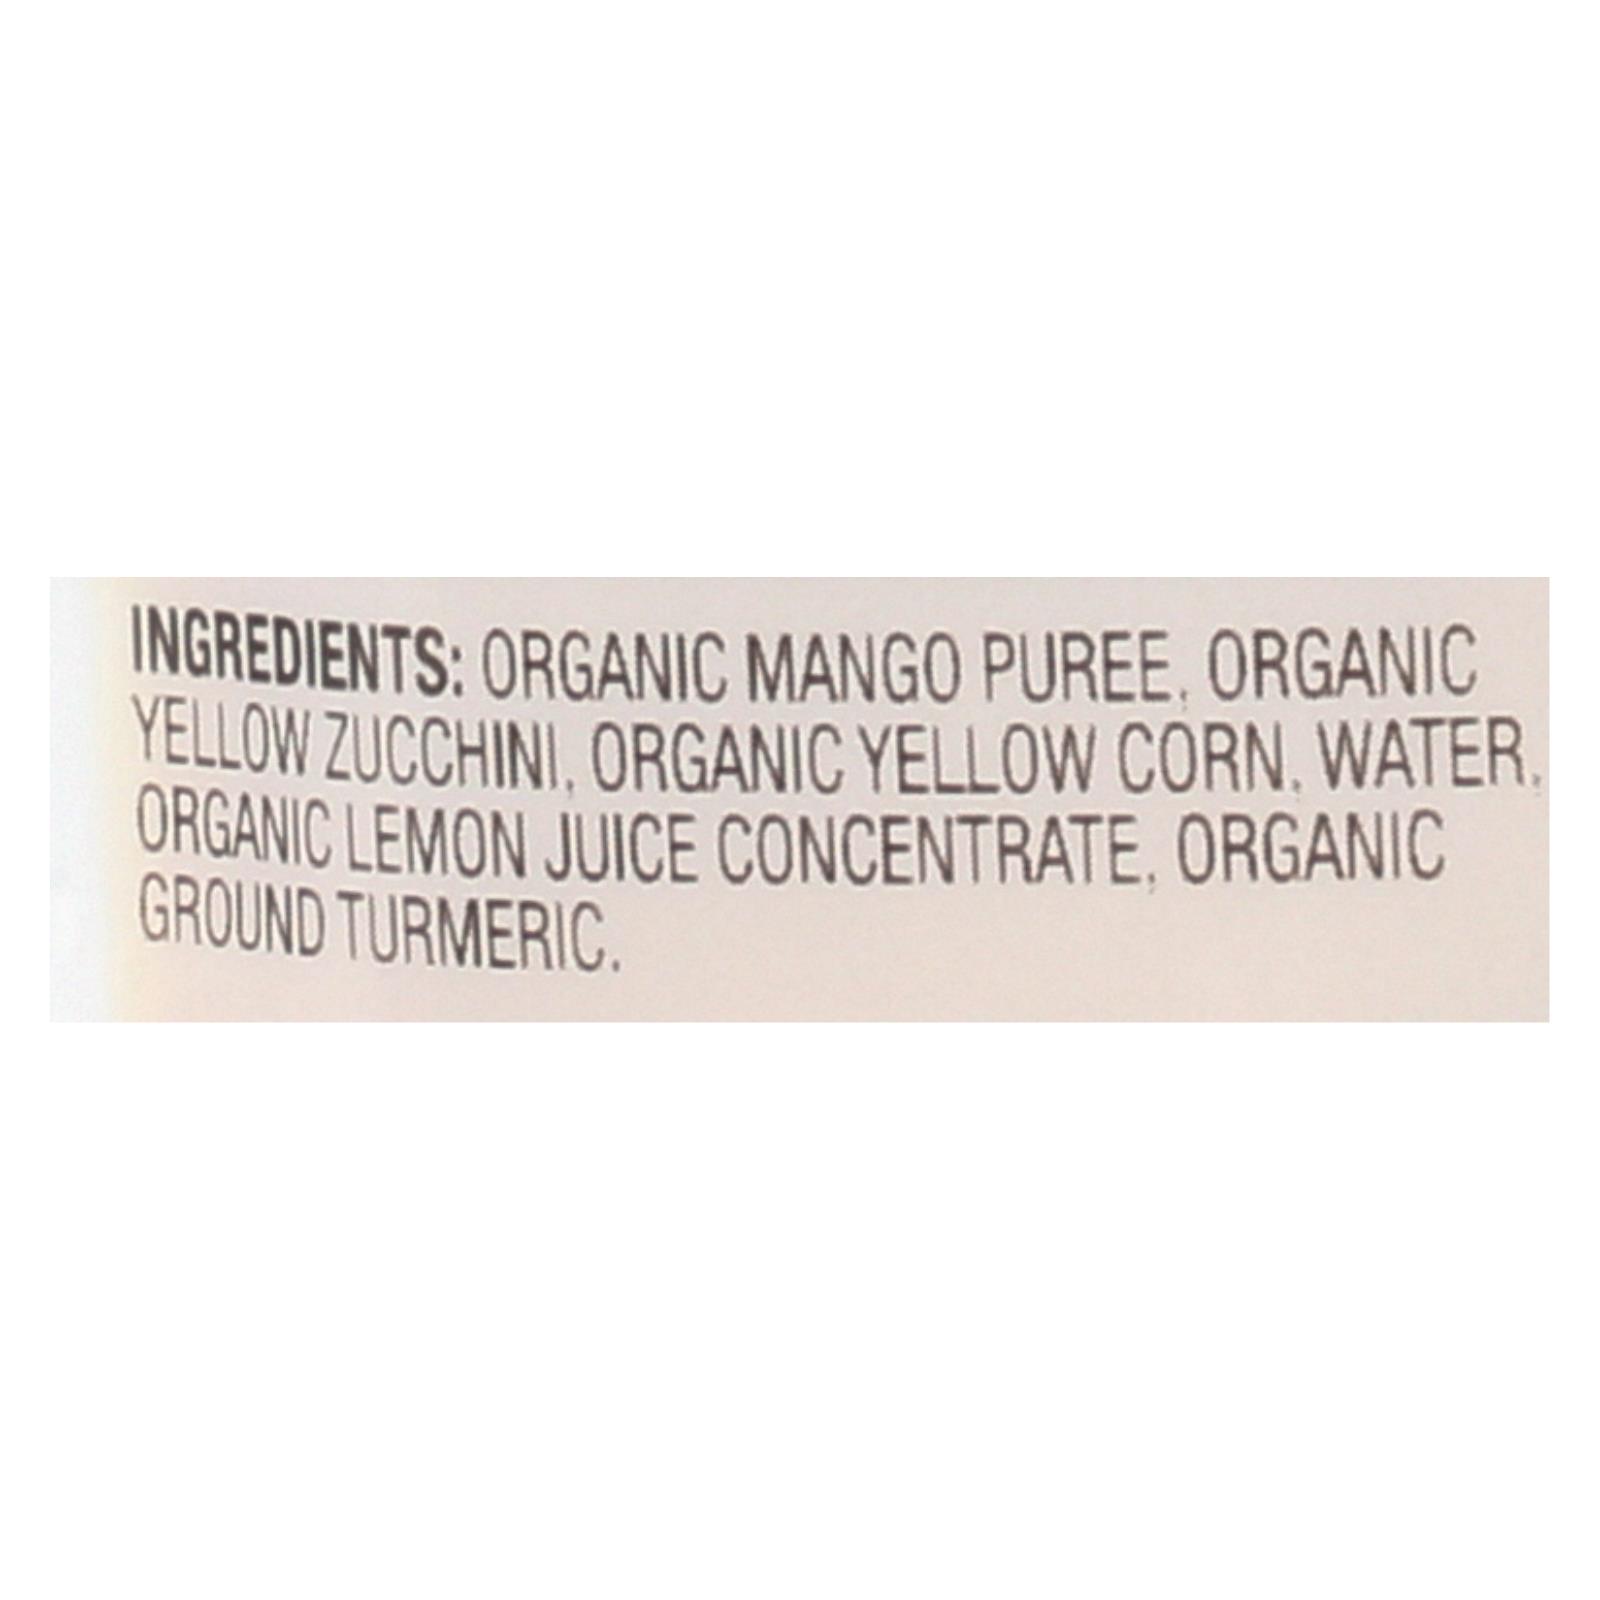 INGREDIENTS: ORGANIC MANGO PUREE, ORGANIC
YELLOW ZUCCHINI, ORGANIC YELLOW CORN, WATER,
ORGANIC LEMON JUICE CONCENTRATE, ORGANIC
GROUND TURMERIC.